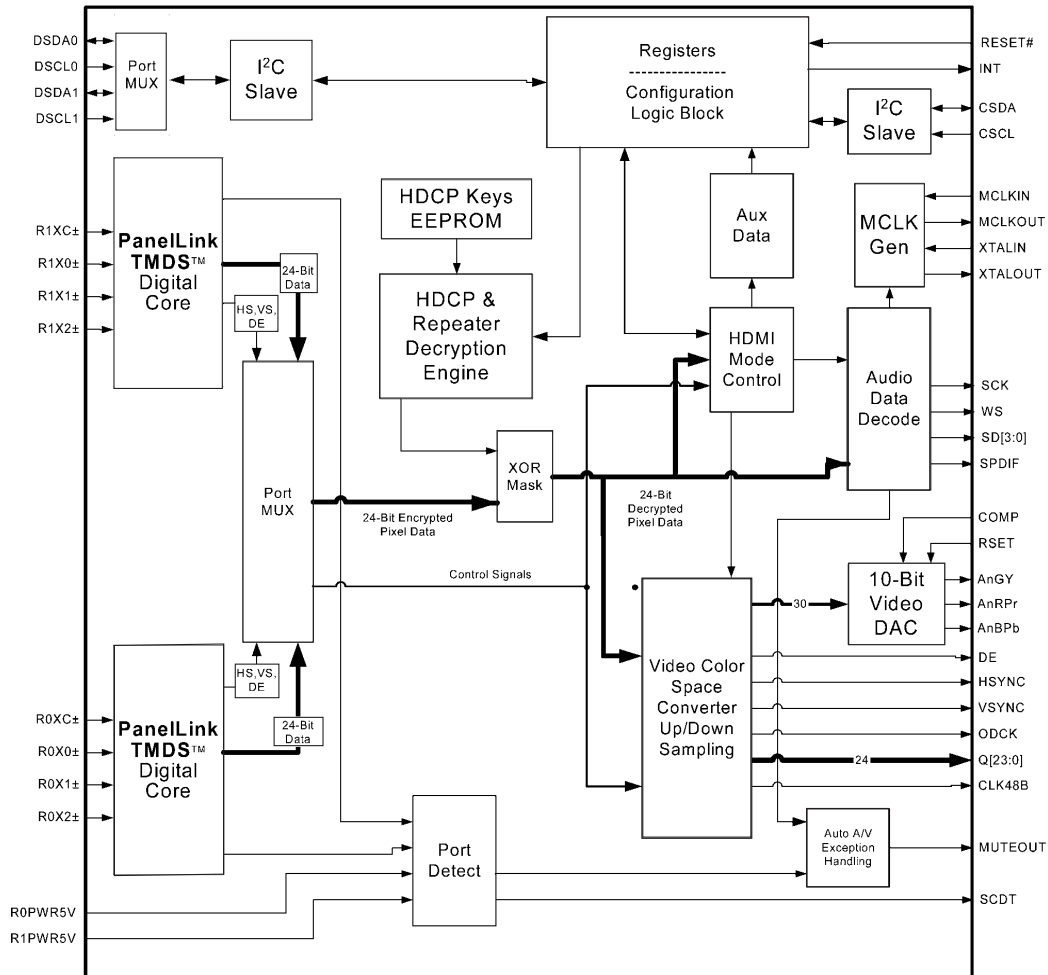 DSDA0
DSCL0
DSDA1
DSCL1
Port
MUX
I2C
Slave
Registers
Configuration
Logic Block
RESET#
INT
I2C
Slave
CSDA
CSCL
PanelLink
TMDS™
Digital
Core
R1XC±
R1X0±
R1X1±
R1X2±
24-Bit
Data
HS,VS,
DE
HDCP Keys
EEPROM
HDCP &
Repeater
Decryption
Engine
Aux
Data
MCLK
Gen
MCLKIN
MCLKOUT
XTALIN
XTALOUT
HDMI
Mode
Control
Audio
Data
Decode
SCK
WS
SD[3:0]
SPDIF
Port
MUX
XOR
Mask
24-Bit Encrypted
Pixel Data
24-Bit
Decrypted
Pixel Data
Control Signals
COMP
RSET
10-Bit
Video
DAC
30
AnGY
AnRPr
AnBPb
HS,VS,
DE
24-Bit
Data
PanelLink
TMDS™
Digital
Core
R0XC±
R0X0±
R0X1±
R0X2±
Video Color
Space
Converter
Up/Down
Sampling
DE
HSYNC
VSYNC
ODCK
24
Q[23:0]
CLK48B
Port
Detect
Auto A/V
Exception
Handling
MUTEOUT
SCDT
R0PWR5V
R1PWR5V